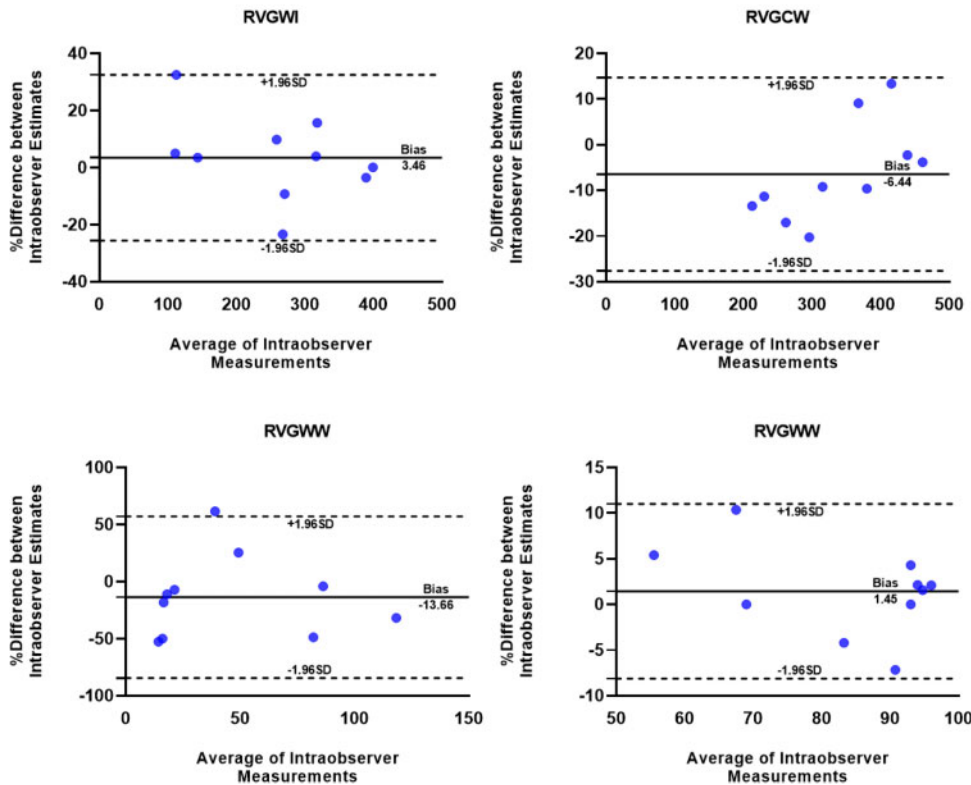 RVGWI
%Difference between
Intraobserver Estimates
40
20
0
-20
-40
+1.96SD
Bias
3.46
-1.96SD
0 100 200 300 400 500
Average of Intraobserver
Measurements
RVGCW
%Difference between
Intraobserver Estimates
20
10
0
-10
-20
-30
+1.96SD
Bias
-6.44
-1.96SD
0 100 200 300 400 500
Average of Intraobserver
Measurements
RVGWW
%Difference between
Intraobserver Estimates
100
50
0
-50
-100
+1.96SD
Bias
-13.66
-1.96SD
0 50 100 150
Average of Intraobserver
Measurements
RVGWW
%Difference between
Intraobserver Estimates
15
10
5
0
-5
-10
+1.96SD
Bias
1.45
-1.96SD
50 60 70 80 90 100
Average of Intraobserver
Measurements